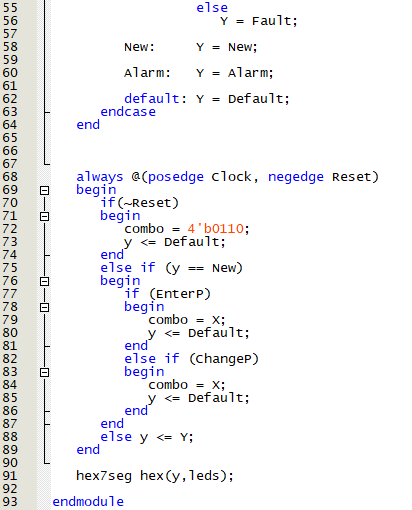 55 else
56 Y = Fault;
57
58 New: Y = New;
59
60 Alarm: Y = Alarm;
61
62 default: Y = Default;
63 endcase
64 end
65
66
67
68 always @(posedge Clock, negedge Reset)
69 begin
70 if(~Reset)
71 begin
72 combo = 4'b0110;
73 y <= Default;
74 end
75 else if (y == New)
76 begin
77 if (EnterP)
78 begin
79 combo = X;
80 y <= Default;
81 end
82 else if (ChangeP)
83 begin
84 combo = X;
85 y <= Default;
86 end
87 end
88 else y <= Y;
89 end
90
91 hex7seg hex(y,leds);
92
93 endmodule